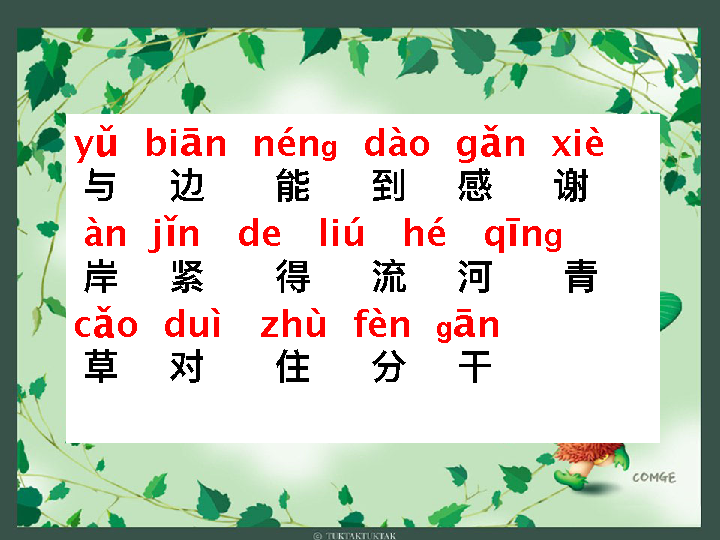 yǔ biān néng dào gǎn xiè
与 边 能 到 感 谢
àn jǐn de liú hé qīng
岸 紧 得 流 河 青
cǎo duì zhù fèn gān
草 对 住 分 干
COMGE
© TUKTAKTUKTAK